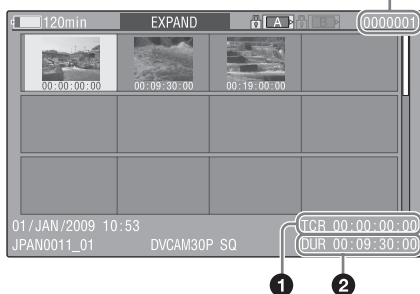 120min EXPAND A B 0000001
00:00:00:00 00:09:30:00 00:19:00:00
01/JAN/2009 10:53 TCR 00:00:00:00
JPAN0011_01 DVCAM30P SQ DUR 00:09:30:00
1 2